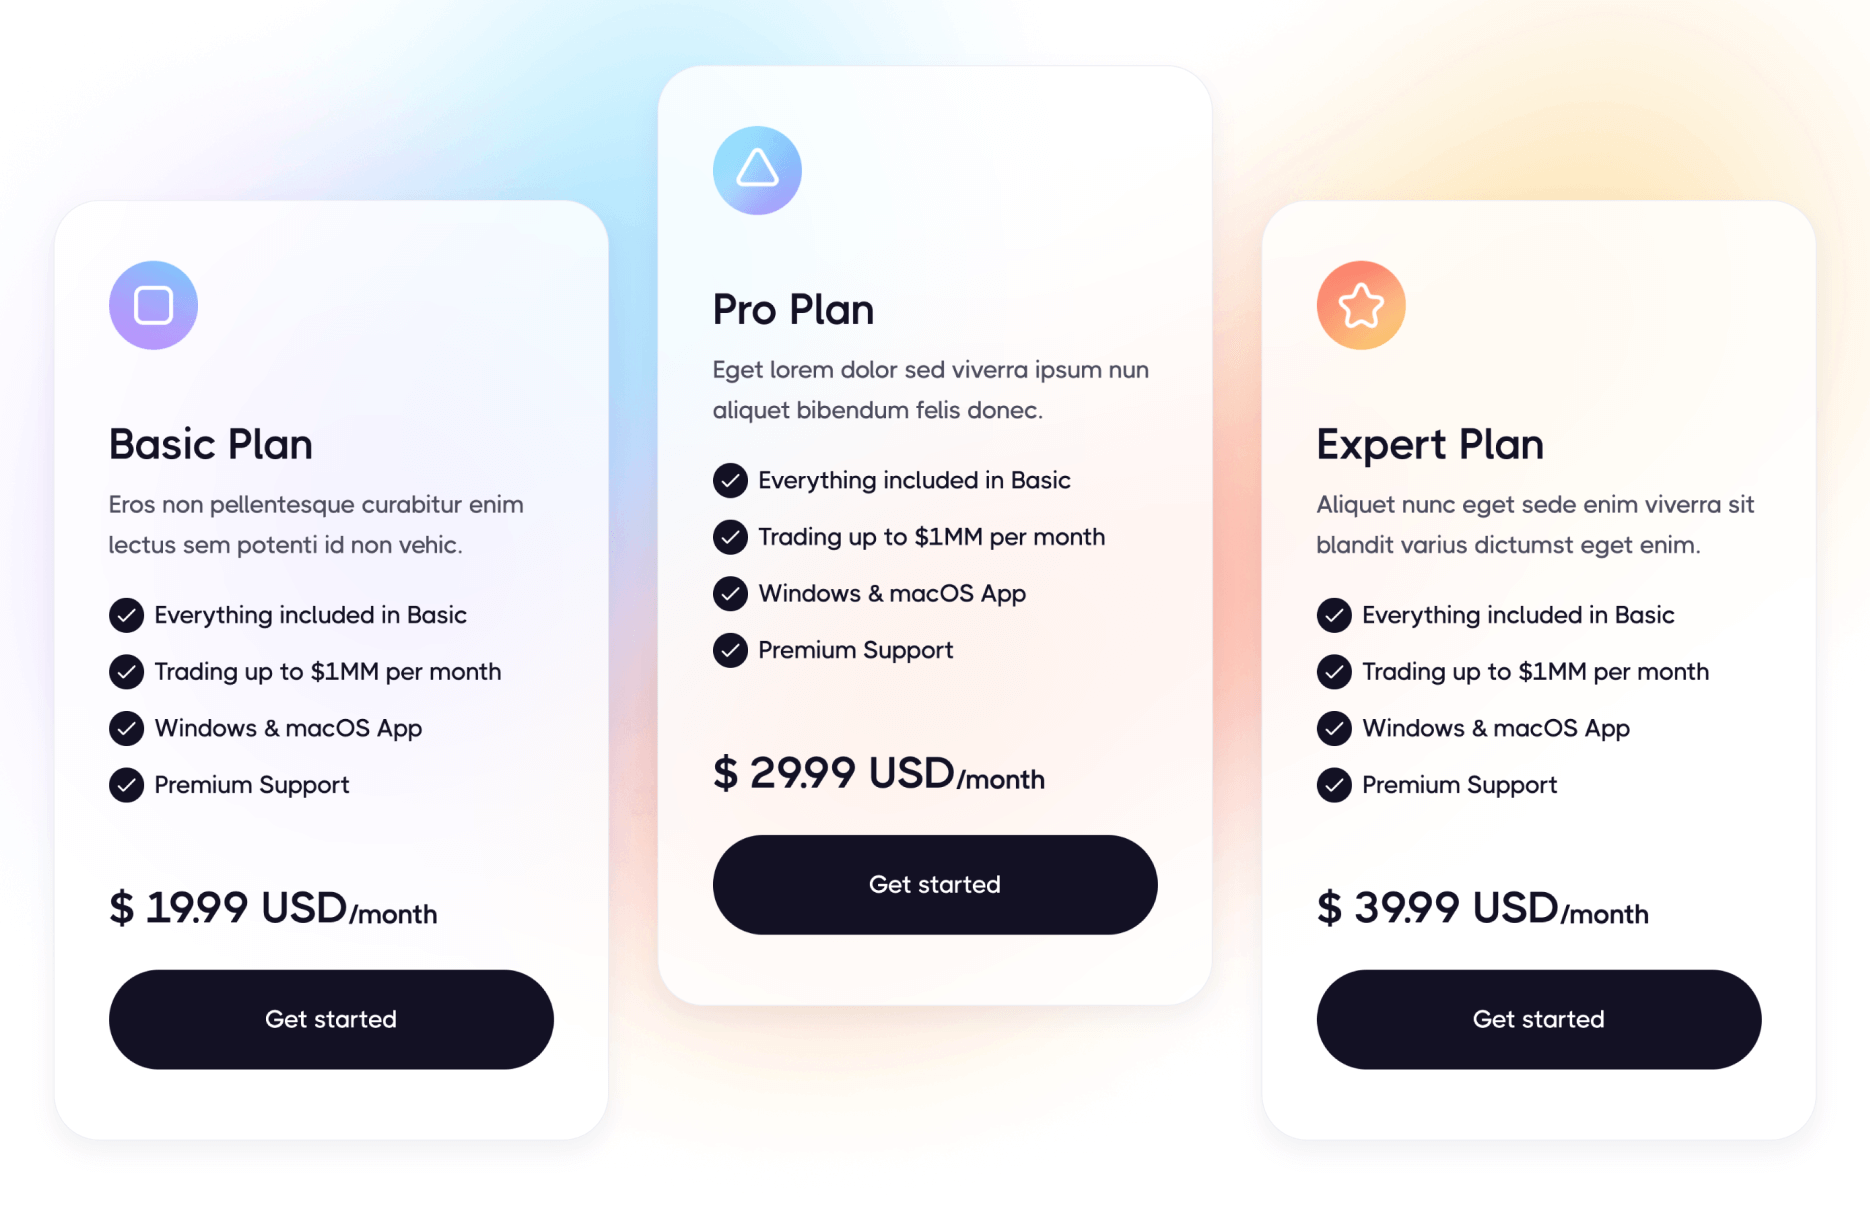 Basic Plan
Eros non pellentesque curabitur enim
lectus sem potenti id non vehic.
Everything included in Basic
Trading up to $1MM per month
Windows & macOS App
Premium Support
$ 19.99 USD/month
Get started
Pro Plan
Eget lorem dolor sed viverra ipsum nun
aliquet bibendum felis donec.
Everything included in Basic
Trading up to $1MM per month
Windows & macOS App
Premium Support
$ 29.99 USD/month
Get started
Expert Plan
Aliquet nunc eget sede enim viverra sit
blandit varius dictumst eget enim.
Everything included in Basic
Trading up to $1MM per month
Windows & macOS App
Premium Support
$ 39.99 USD/month
Get started